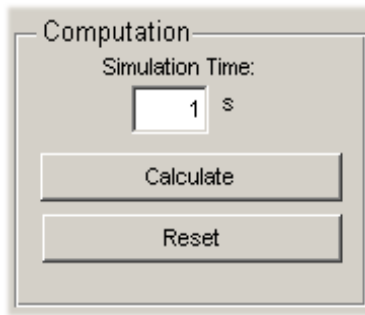 Computation
Simulation Time:
1 s
Calculate
Reset